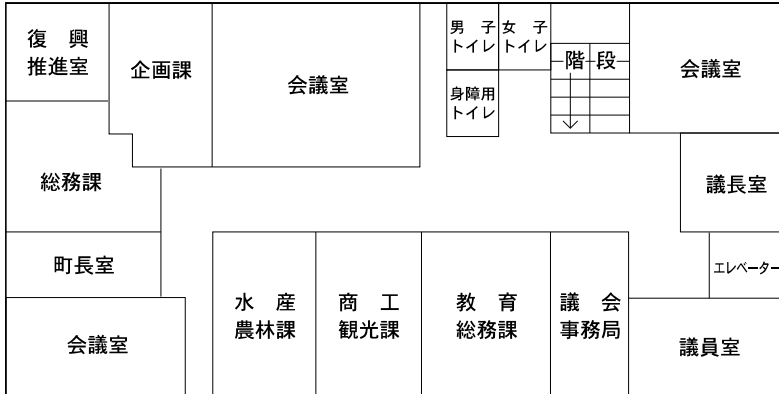 復興
推進室
企画課
会議室
男子
トイレ
女子
トイレ
身障用
トイレ
階段
会議室
総務課
議長室
町長室
エレベーター
会議室
水産
農林課
商工
観光課
教育
総務課
議会
事務局
議員室